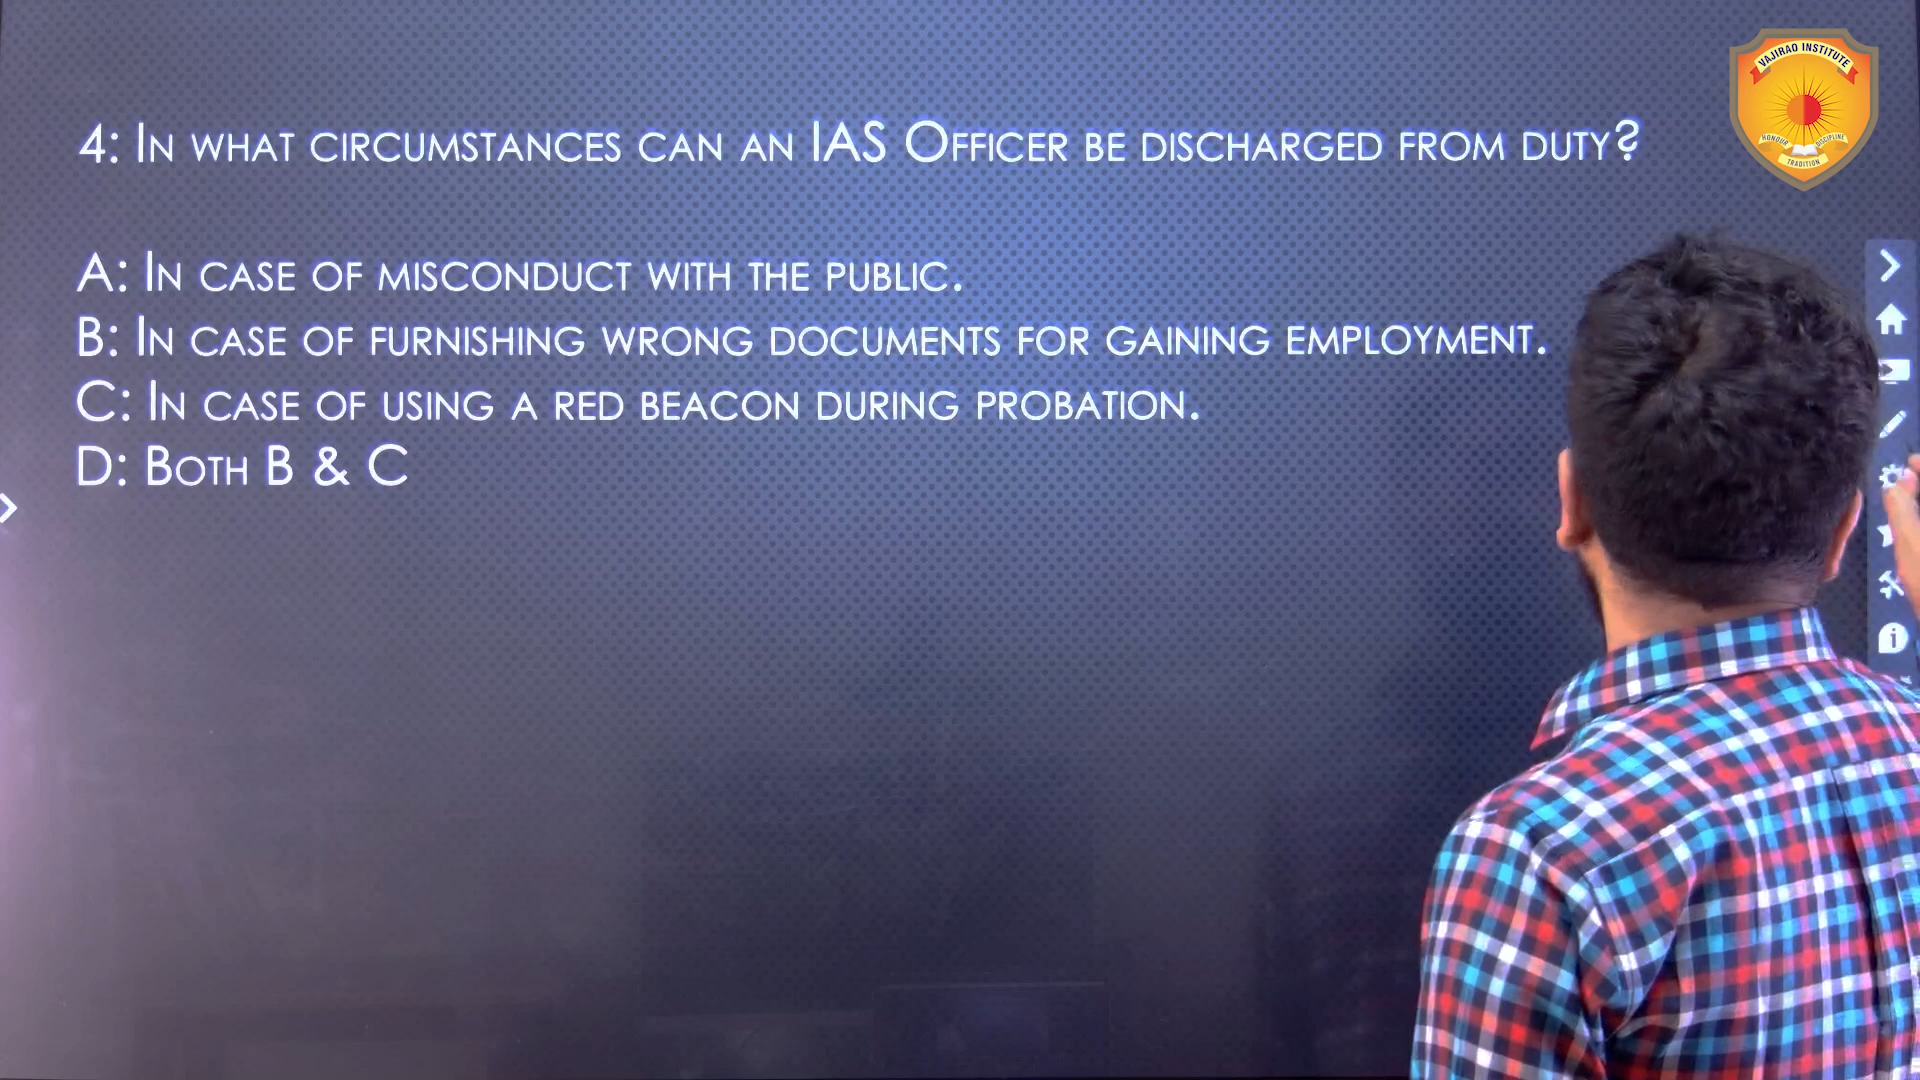 VAJIRAO INSTITUTE
HONOUR
DISCIPLINE
TRADITION
4: In what circumstances can an IAS Officer be discharged from duty?
A: In case of misconduct with the public.
B: In case of furnishing wrong documents for gaining employment.
C: In case of using a red beacon during probation.
D: Both B & C